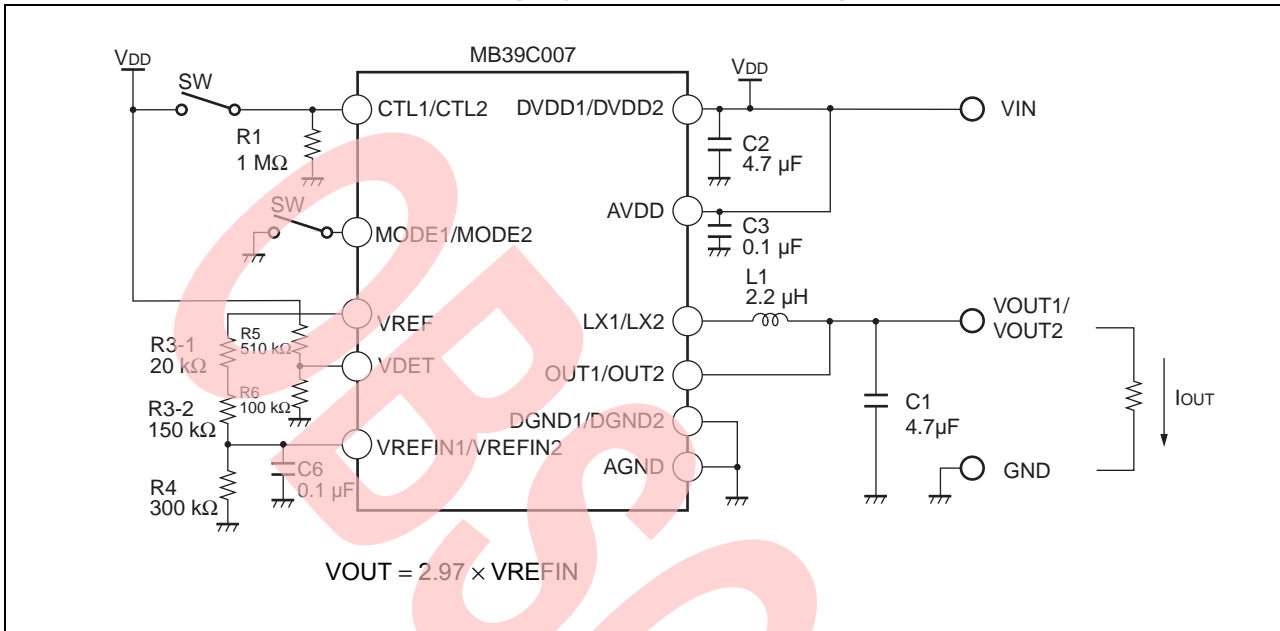 MB39C007
VDD
SW
CTL1/CTL2
R1
1 MΩ
SW
MODE1/MODE2
VREF
R3-1
20 kΩ
R5
510 kΩ
VDET
R6
100 kΩ
R3-2
150 kΩ
VREFIN1/VREFIN2
C6
0.1 µF
R4
300 kΩ
VDD
DVDD1/DVDD2
VIN
C2
4.7 µF
AVDD
C3
0.1 µF
L1
2.2 µH
LX1/LX2
VOUT1/
VOUT2
OUT1/OUT2
IOUT
C1
4.7µF
DGND1/DGND2
AGND
GND
VOUT = 2.97 × VREFIN